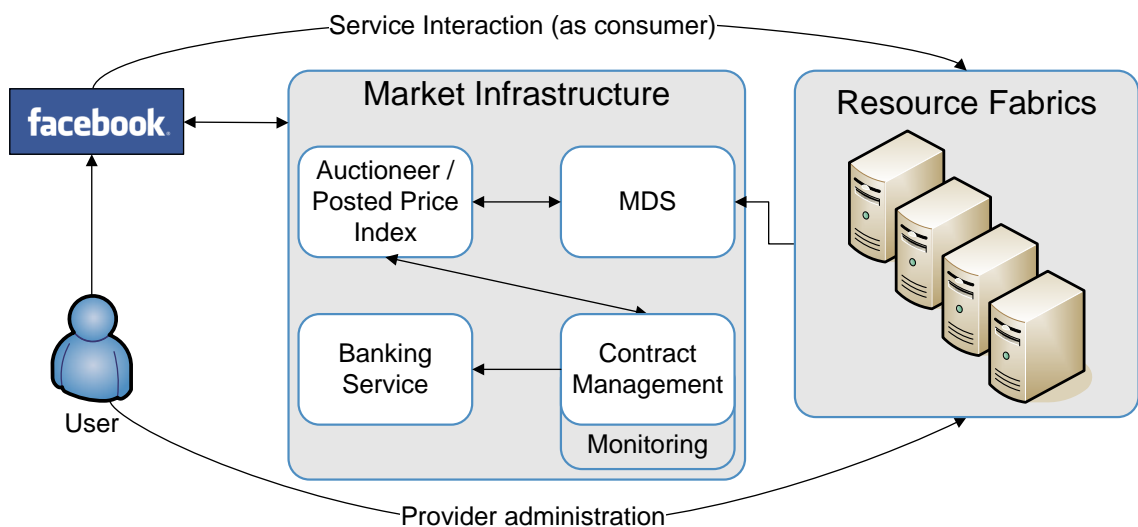 Service Interaction (as consumer)
facebook.
Market Infrastructure
Resource Fabrics
Auctioneer /
Posted Price
Index
MDS
Banking
Service
Contract
Management
Monitoring
User
Provider administration